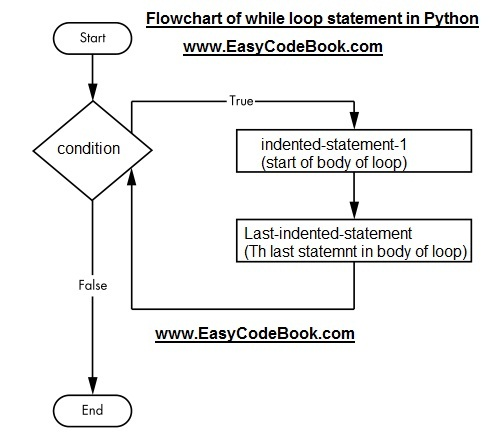 Flowchart of while loop statement in Python
www.EasyCodeBook.com
Start
True
condition
indented-statement-1
(start of body of loop)
Last-indented-statement
(Th last statemnt in body of loop)
False
www.EasyCodeBook.com
End